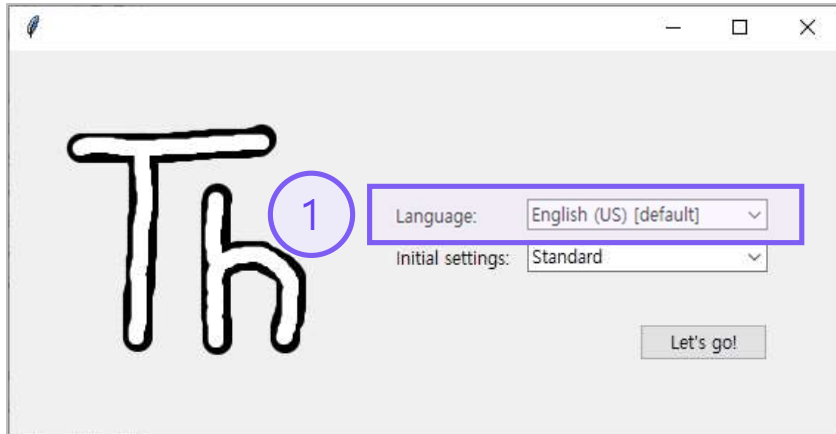 Th
1
Language: English (US) [default]
Initial settings: Standard
Let's go!